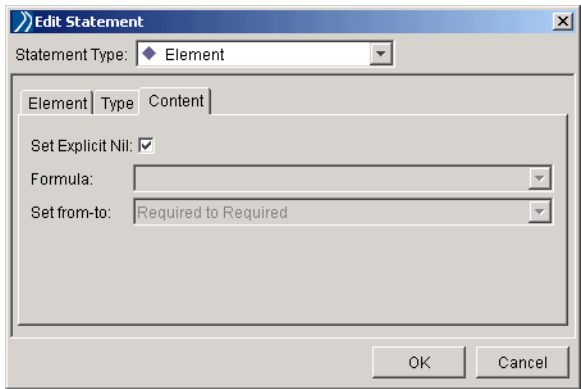 Edit Statement
Statement Type: Element
Element Type Content
Set Explicit Nil:
Formula:
Set from-to: Required to Required
OK Cancel